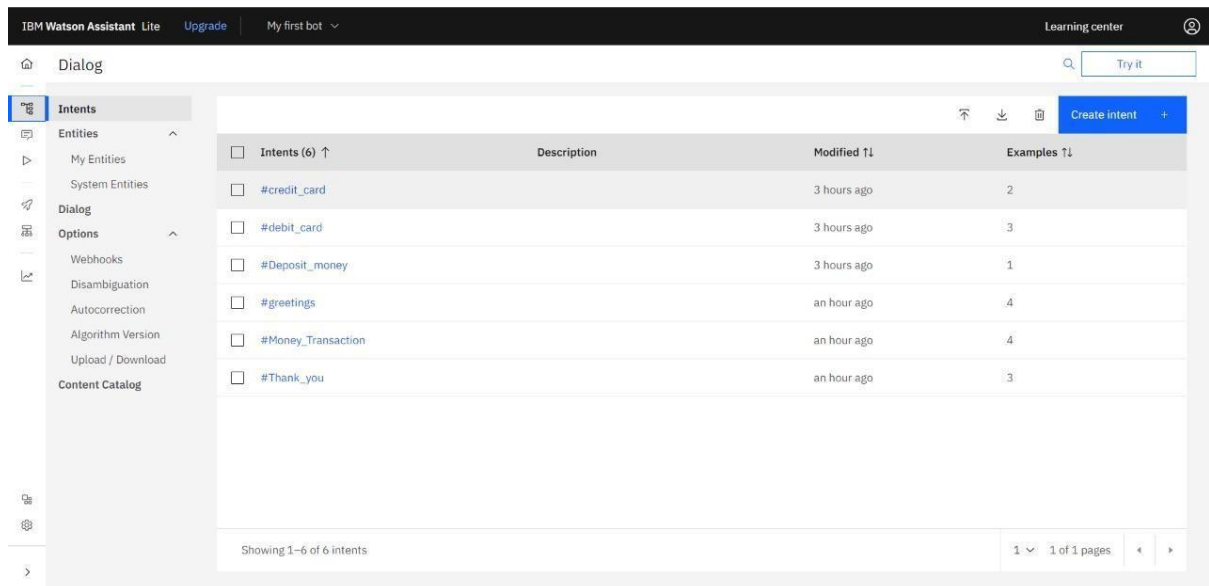 IBM Watson Assistant Lite Upgrade My first bot Learning center
Dialog Try it
Intents
Entities
My Entities
System Entities
Dialog
Options
Webhooks
Disambiguation
Autocorrection
Algorithm Version
Upload / Download
Content Catalog
Create intent +
Intents (6) ↑ Description Modified ↑↓ Examples ↑↓
#credit_card 3 hours ago 2
#debit_card 3 hours ago 3
#Deposit_money 3 hours ago 1
#greetings an hour ago 4
#Money_Transaction an hour ago 4
#Thank_you an hour ago 3
Showing 1–6 of 6 intents 1 1 of 1 pages